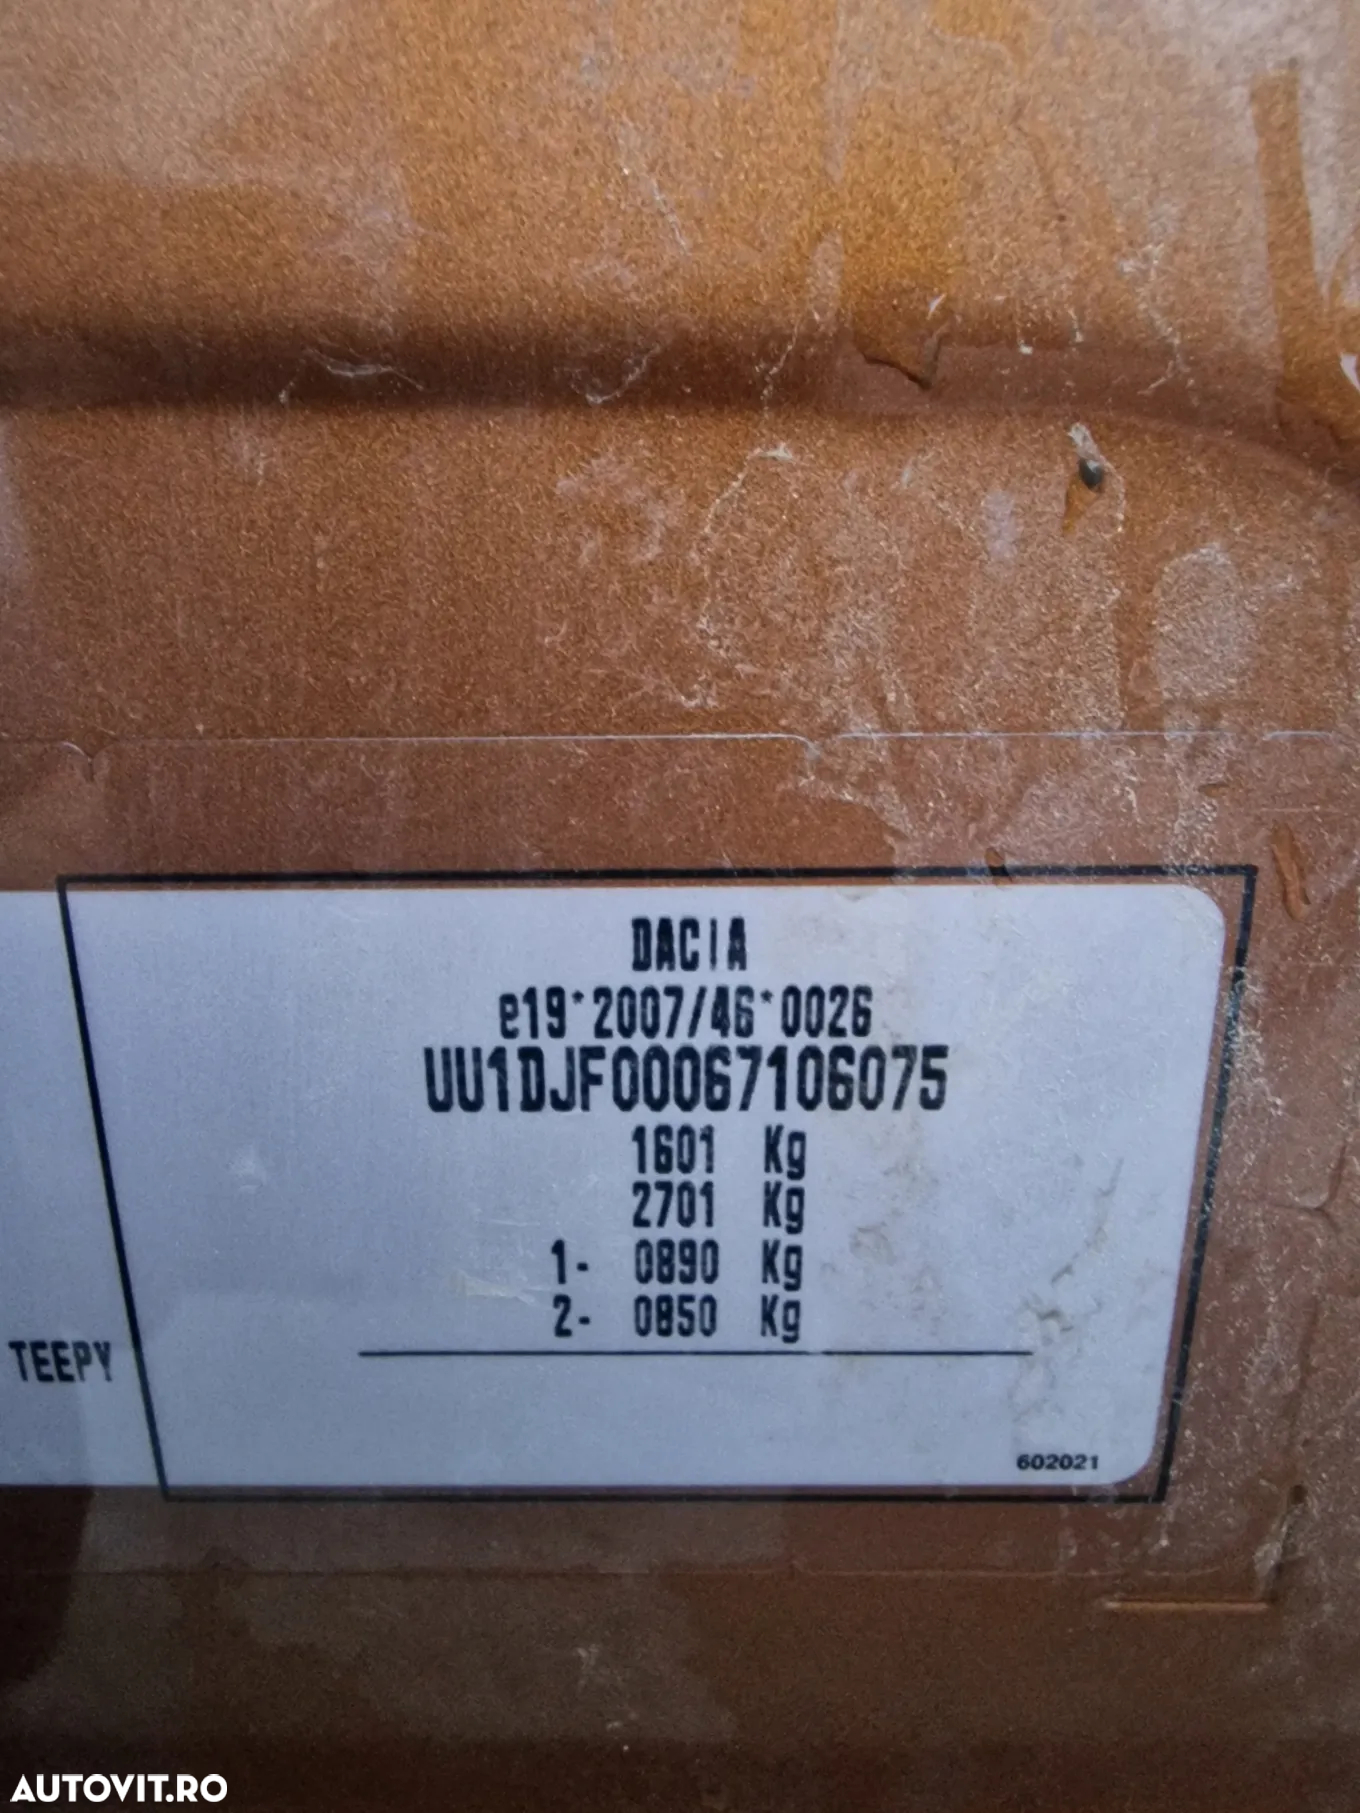 DACIA
e19*2007/46*0026
UU1DJF00067106075
1601 Kg
2701 Kg
1- 0890 Kg
2- 0850 Kg
TEEPY
602021
AUTOVIT.RO